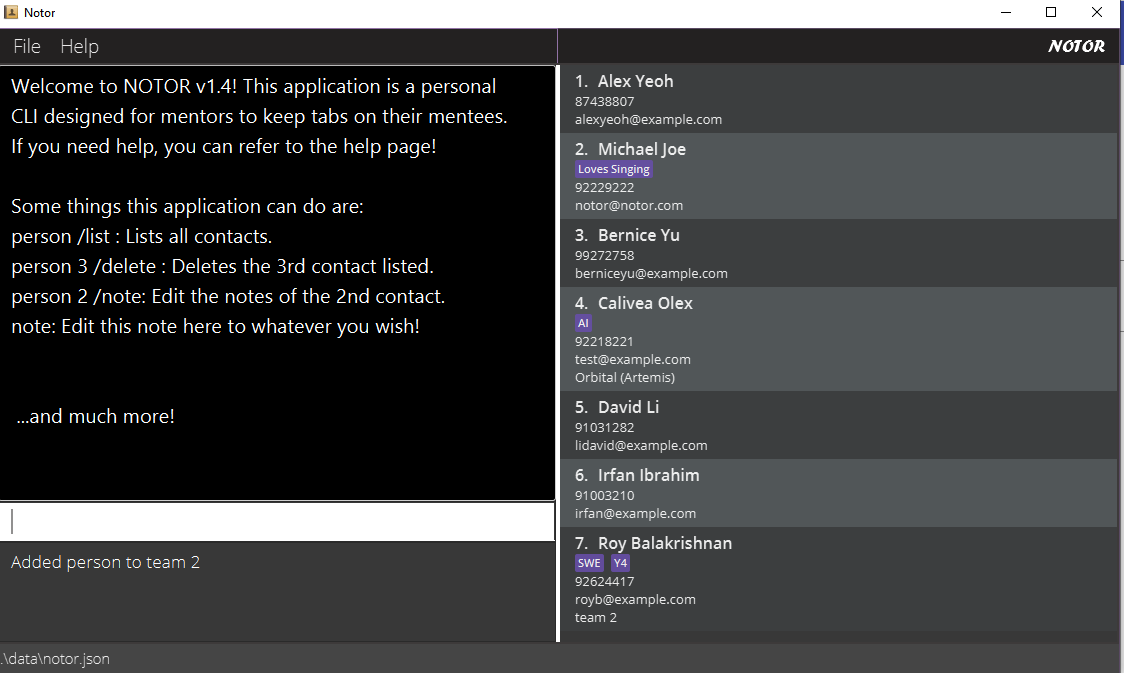 Notor
File Help
NOTOR
Welcome to NOTOR v1.4! This application is a personal
CLI designed for mentors to keep tabs on their mentees.
If you need help, you can refer to the help page!
Some things this application can do are:
person /list : Lists all contacts.
person 3 /delete : Deletes the 3rd contact listed.
person 2 /note: Edit the notes of the 2nd contact.
note: Edit this note here to whatever you wish!
...and much more!
Added person to team 2
1. Alex Yeoh
87438807
alexyeoh@example.com
2. Michael Joe
Loves Singing
92229222
notor@notor.com
3. Bernice Yu
99272758
berniceyu@example.com
4. Calivea Olex
AI
92218221
test@example.com
Orbital (Artemis)
5. David Li
91031282
lidavid@example.com
6. Irfan Ibrahim
91003210
irfan@example.com
7. Roy Balakrishnan
SWE Y4
92624417
royb@example.com
team 2
.\data\notor.json